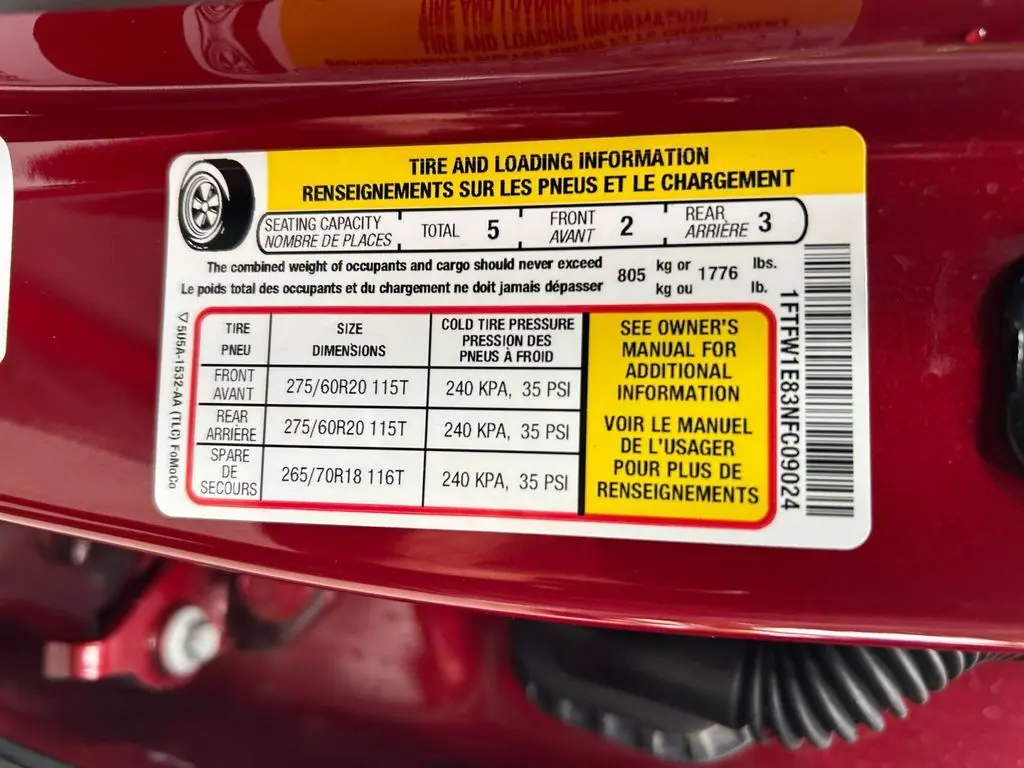 TIRE AND LOADING INFORMATION
RENSEIGNEMENTS SUR LES PNEUS ET LE CHARGEMENT
SEATING CAPACITY
NOMBRE DE PLACES
TOTAL 5
FRONT
AVANT
2
REAR
ARRIÈRE
3
The combined weight of occupants and cargo should never exceed
Le poids total des occupants et du chargement ne doit jamais dépasser
805
kg or
kg ou
1776
lbs.
lb.
TIRE
PNEU
SIZE
DIMENSIONS
COLD TIRE PRESSURE
PRESSION DES
PNEUS À FROID
FRONT
AVANT
275/60R20 115T
240 KPA, 35 PSI
REAR
ARRIÈRE
275/60R20 115T
240 KPA, 35 PSI
SPARE
DE
SECOURS
265/70R18 116T
240 KPA, 35 PSI
SEE OWNER'S
MANUAL FOR
ADDITIONAL
INFORMATION
VOIR LE MANUEL
DE L'USAGER
POUR PLUS DE
RENSEIGNEMENTS
1FTFW1E83NFC09024
5U5A-1532-AA (TLC) FoMoCo
TIRE AND LOADING INFORMATION